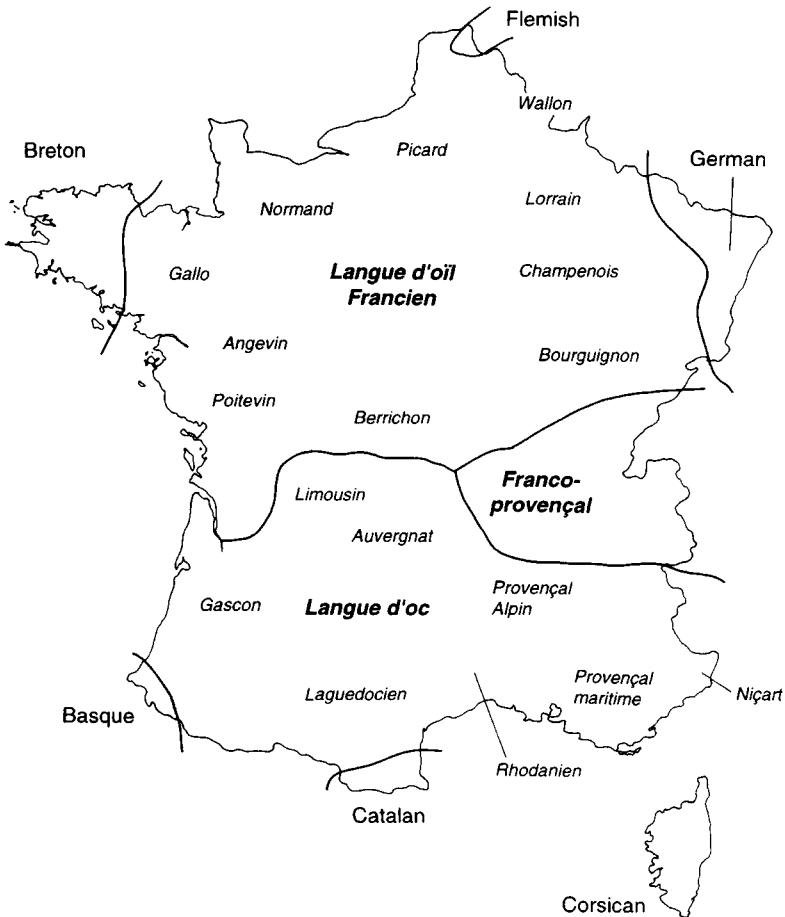 Flemish
Wallon
Breton
Picard
German
Lorrain
Normand
Gallo
Langue d'oïl
Francien
Champenois
Angevin
Bourguignon
Poitevin
Berrichon
Franco-
provençal
Limousin
Auvergnat
Gascon
Langue d'oc
Provençal
Alpin
Laguedocien
Provençal
maritime
Niçart
Basque
Rhodanien
Catalan
Corsican